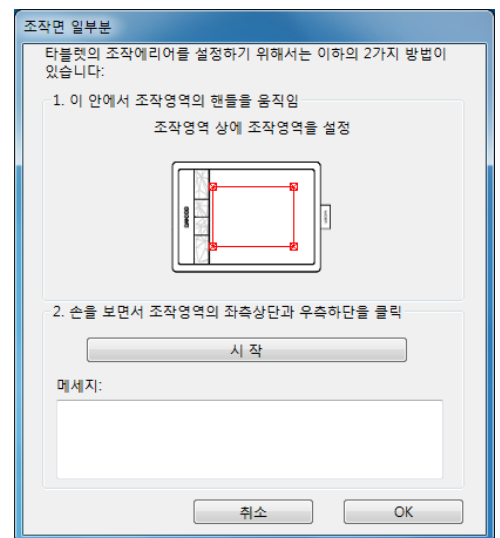 조작면 일부분
타블렛의 조작에리어를 설정하기 위해서는 이하의 2가지 방법이
있습니다:
1. 이 안에서 조작영역의 핸들을 움직임
조작영역 상에 조작영역을 설정
2. 손을 보면서 조작영역의 좌측상단과 우측하단을 클릭
시 작
메세지:
취소
OK